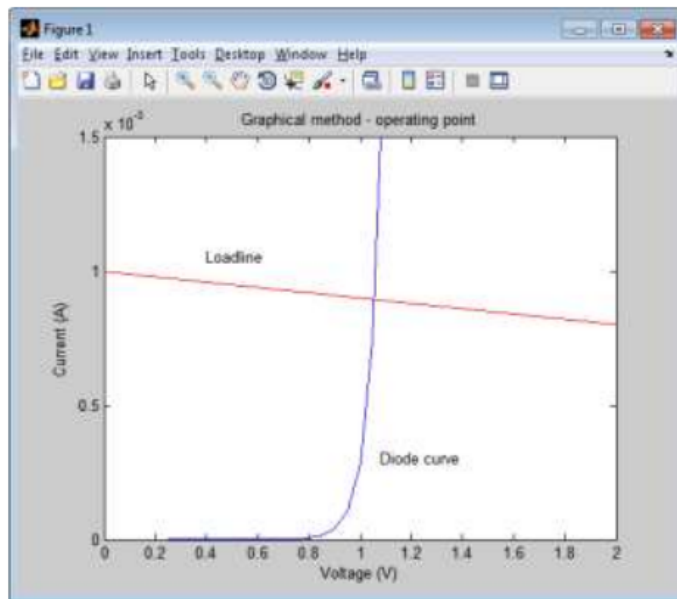 Figure 1
File Edit View Insert Tools Desktop Window Help
x 10⁻³
Graphical method - operating point
1.5
Loadline
1
Current (A)
0.5
Diode curve
0
0 0.2 0.4 0.6 0.8 1 1.2 1.4 1.6 1.8 2
Voltage (V)